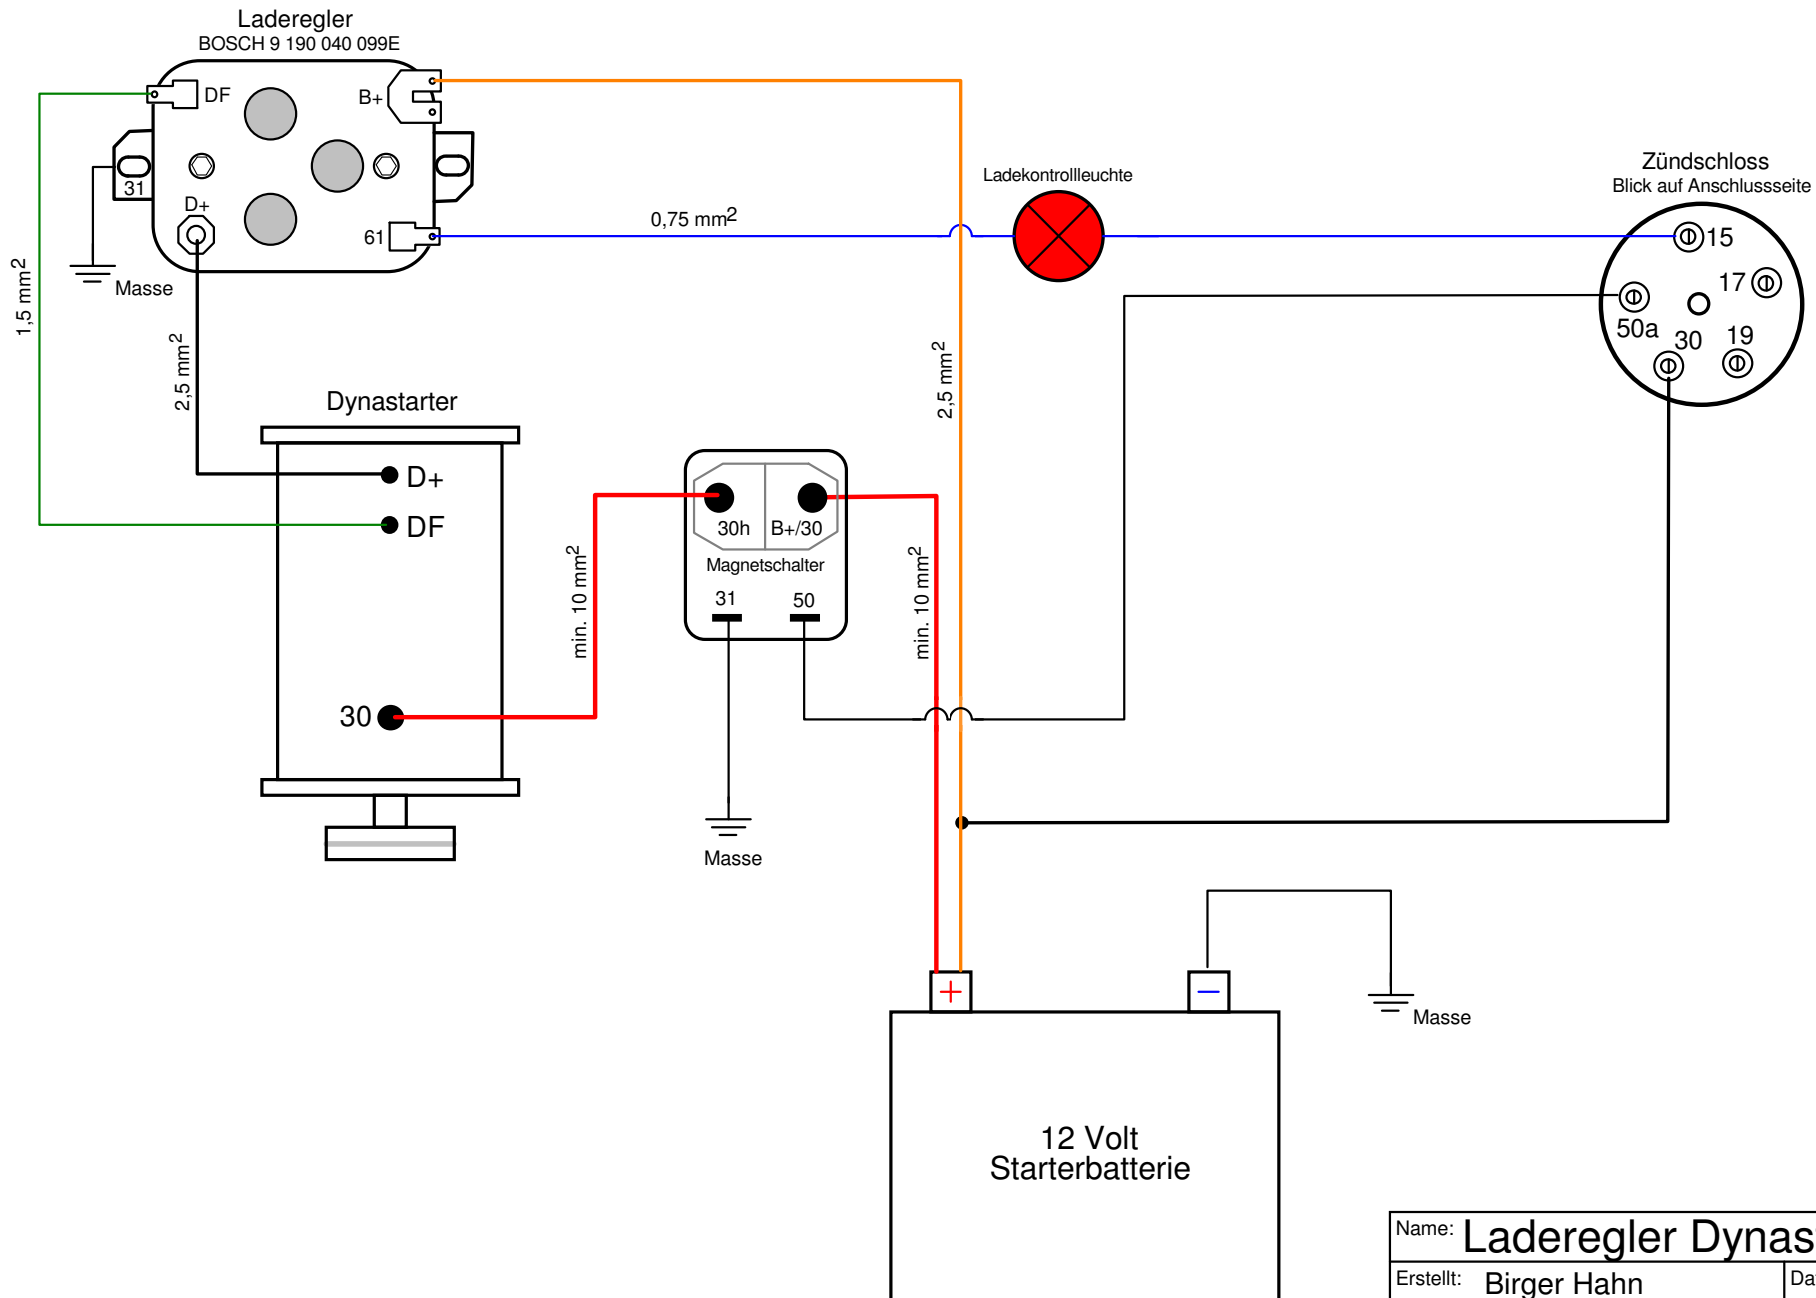 Laderegler
BOSCH 9 190 040 099E
DF
B+
31
D+
61
Masse
1,5 mm²
2,5 mm²
0,75 mm²
Ladekontrollleuchte
Zündschloss
Blick auf Anschlussseite
15
17
50a
30
19
2,5 mm²
Dynastarter
D+
DF
30
min. 10 mm²
30h
B+/30
Magnetschalter
31
50
min. 10 mm²
Masse
Masse
12 Volt
Starterbatterie
Name: Laderegler Dynas
Erstellt: Birger Hahn
Da